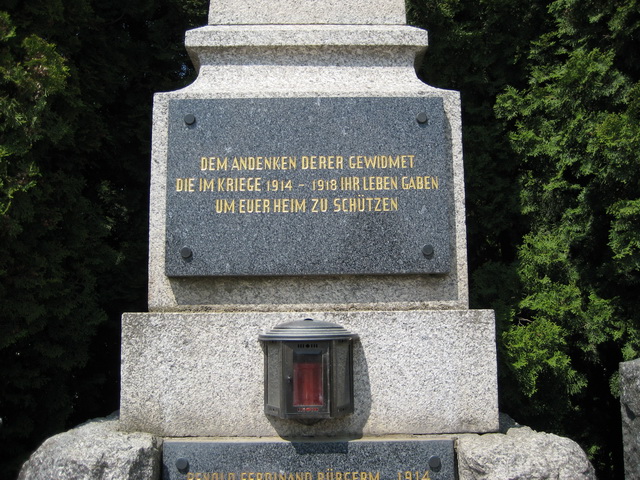 DEM ANDENKEN DERER GEWIDMET
DIE IM KRIEGE 1914 – 1918 IHR LEBEN GABEN
UM EUER HEIM ZU SCHÜTZEN
FERDINAND BÜRGERM. 1914